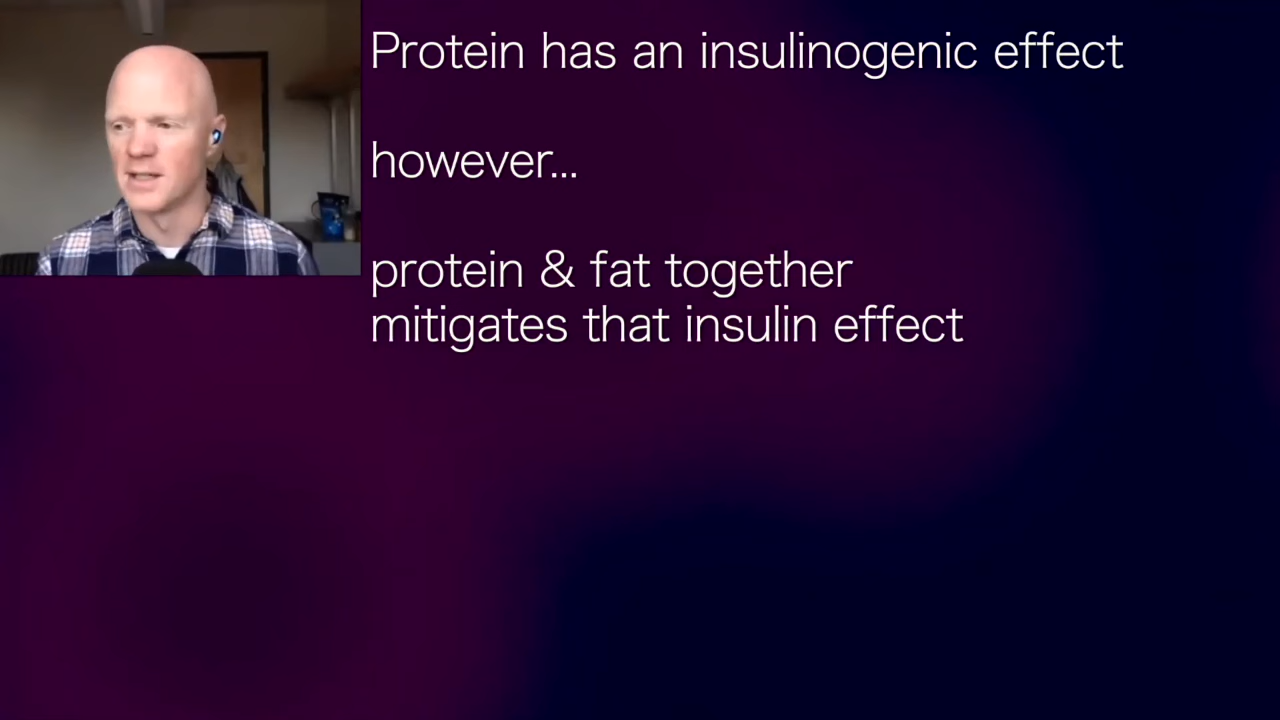 Protein has an insulinogenic effect
however...
protein & fat together
mitigates that insulin effect